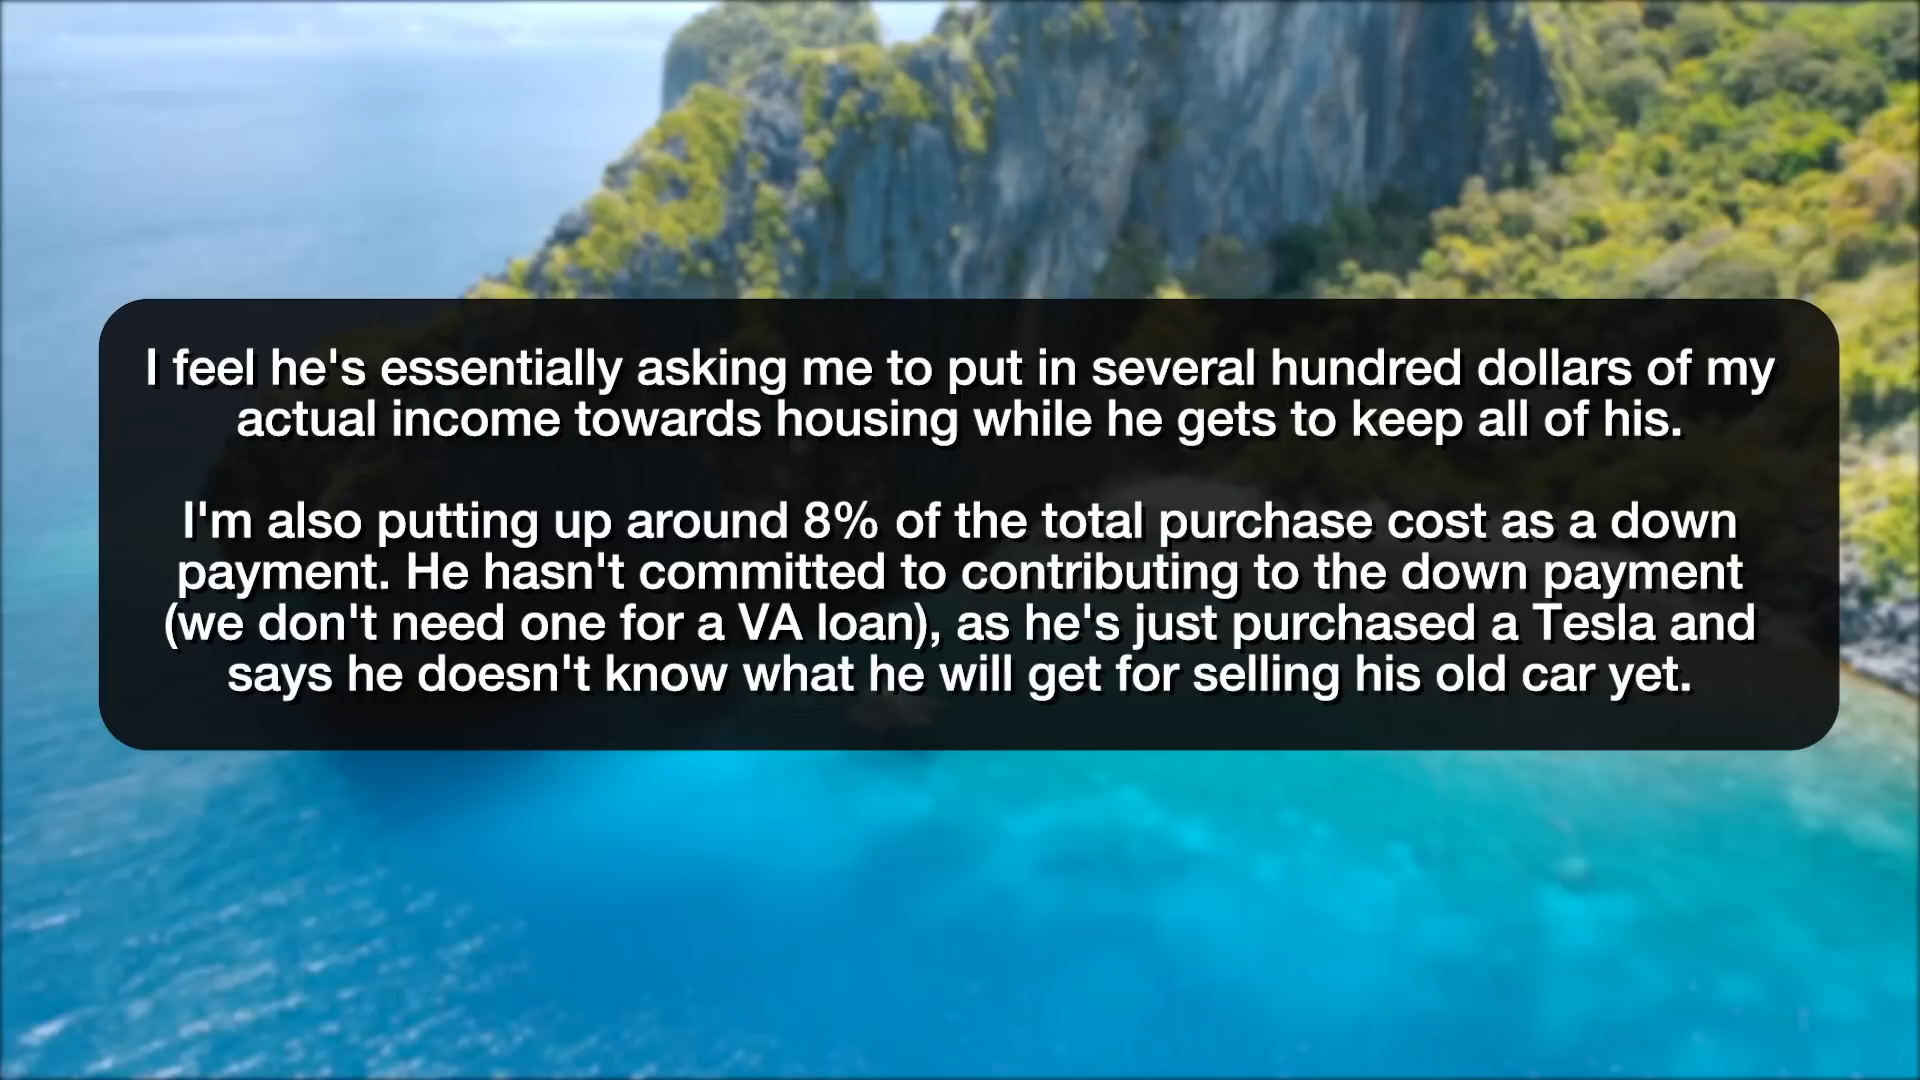 I feel he's essentially asking me to put in several hundred dollars of my
actual income towards housing while he gets to keep all of his.
I'm also putting up around 8% of the total purchase cost as a down
payment. He hasn't committed to contributing to the down payment
(we don't need one for a VA loan), as he's just purchased a Tesla and
says he doesn't know what he will get for selling his old car yet.